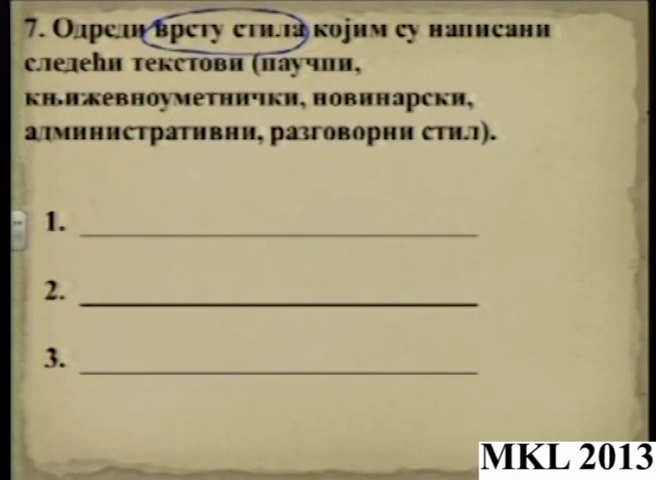 7. Одреди врсту стила којим су написани
следећи текстови (научни,
књижевноуметнички, новинарски,
административни, разговорни стил).
1.
2.
3.
MKL 2013